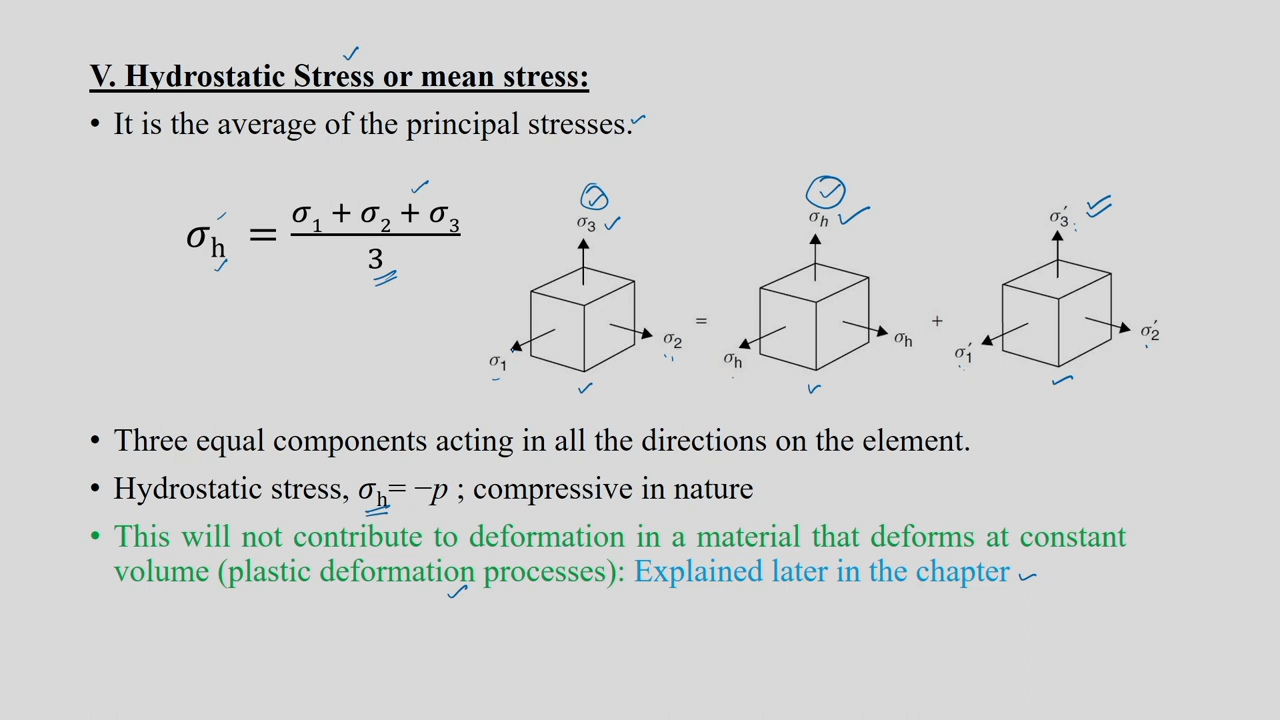 V. Hydrostatic Stress or mean stress:
• It is the average of the principal stresses.
σh = (σ1 + σ2 + σ3) / 3
σ3
σ2
σ1
=
σh
σh
σh
+
σ′3
σ′2
σ′1
• Three equal components acting in all the directions on the element.
• Hydrostatic stress, σh= −p ; compressive in nature
• This will not contribute to deformation in a material that deforms at constant
volume (plastic deformation processes): Explained later in the chapter